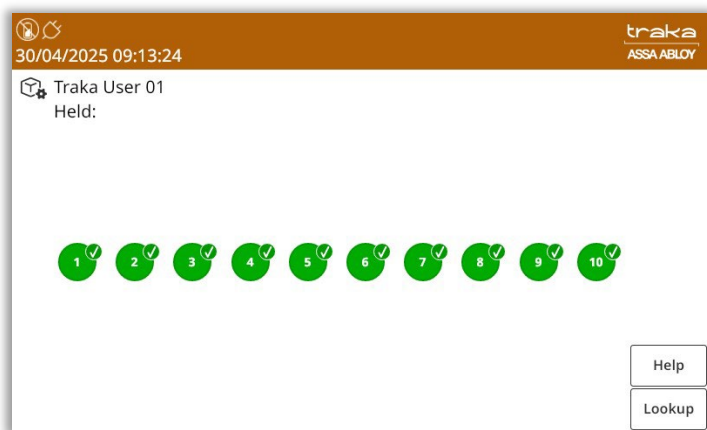 30/04/2025 09:13:24
traka
ASSA ABLOY
Traka User 01
Held:
1 2 3 4 5 6 7 8 9 10
Help
Lookup